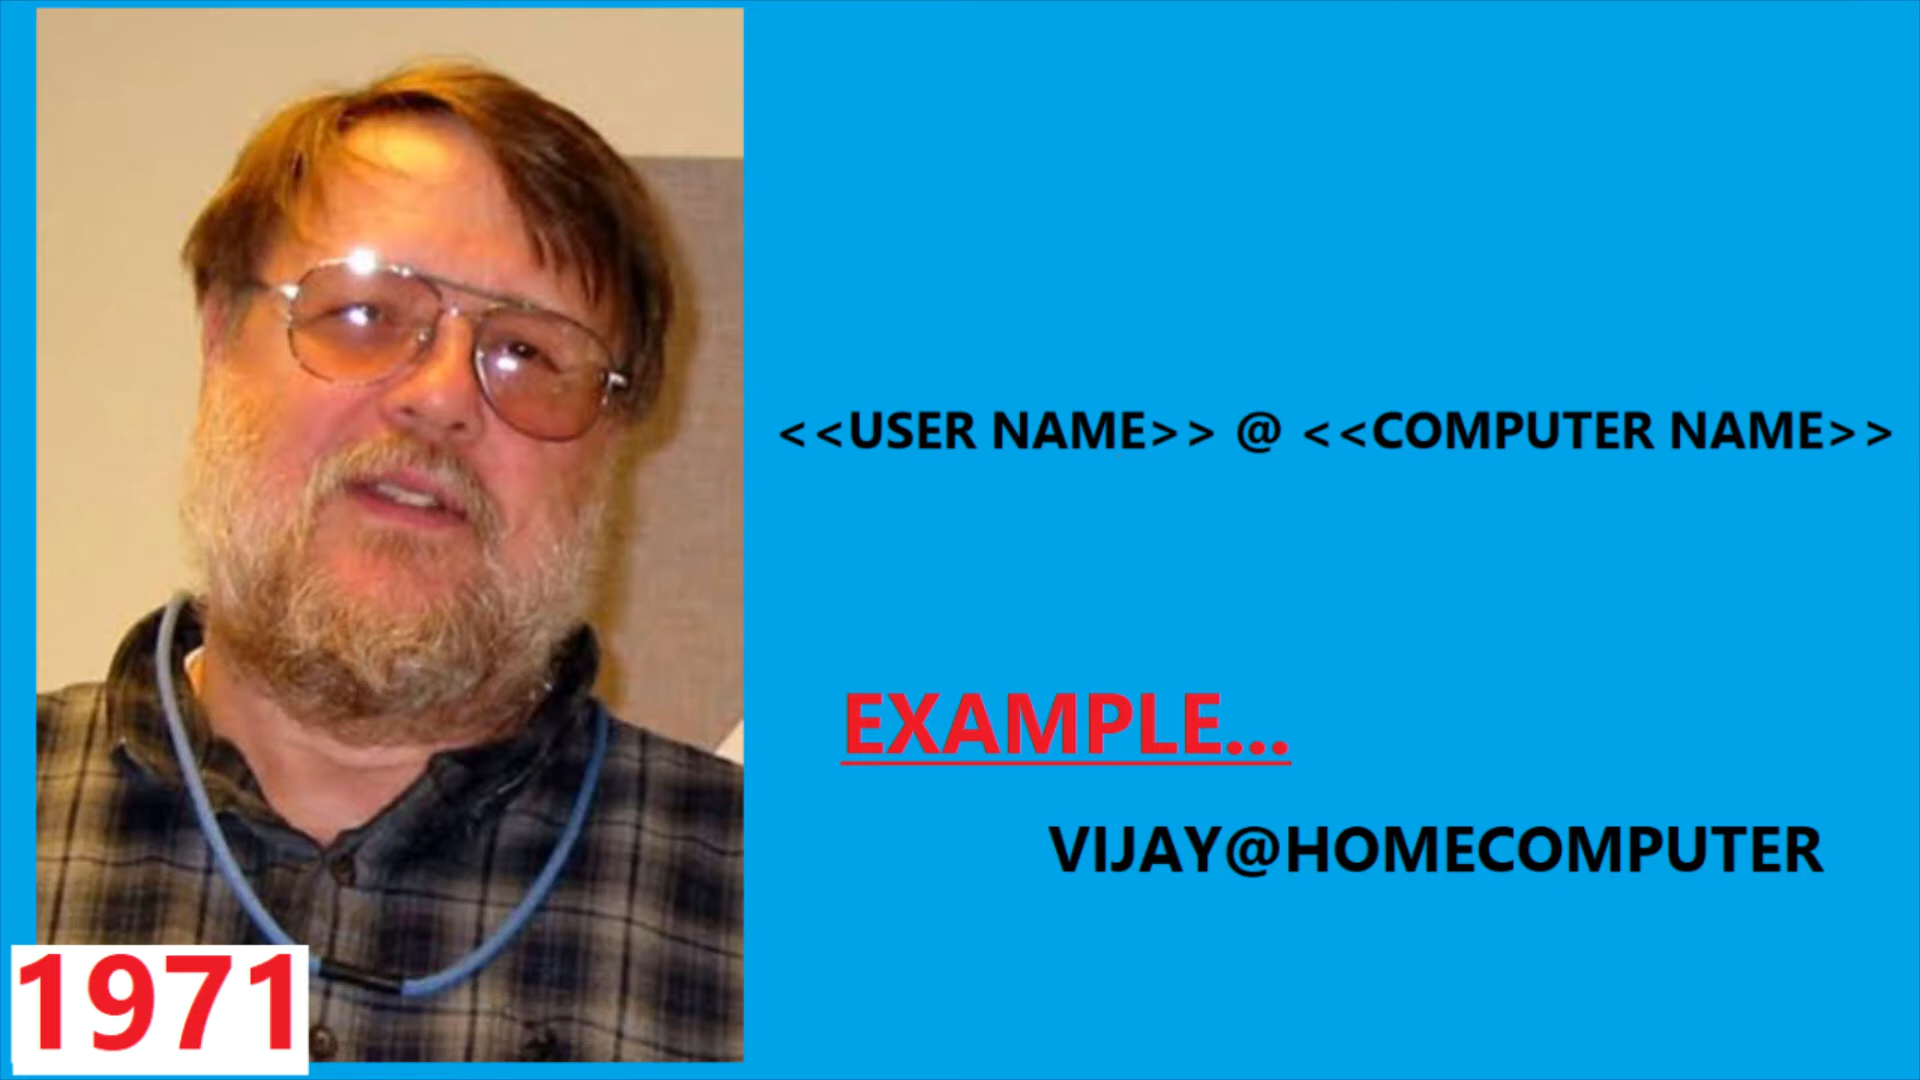 <<USER NAME>> @ <<COMPUTER NAME>>
EXAMPLE...
VIJAY@HOMECOMPUTER
1971